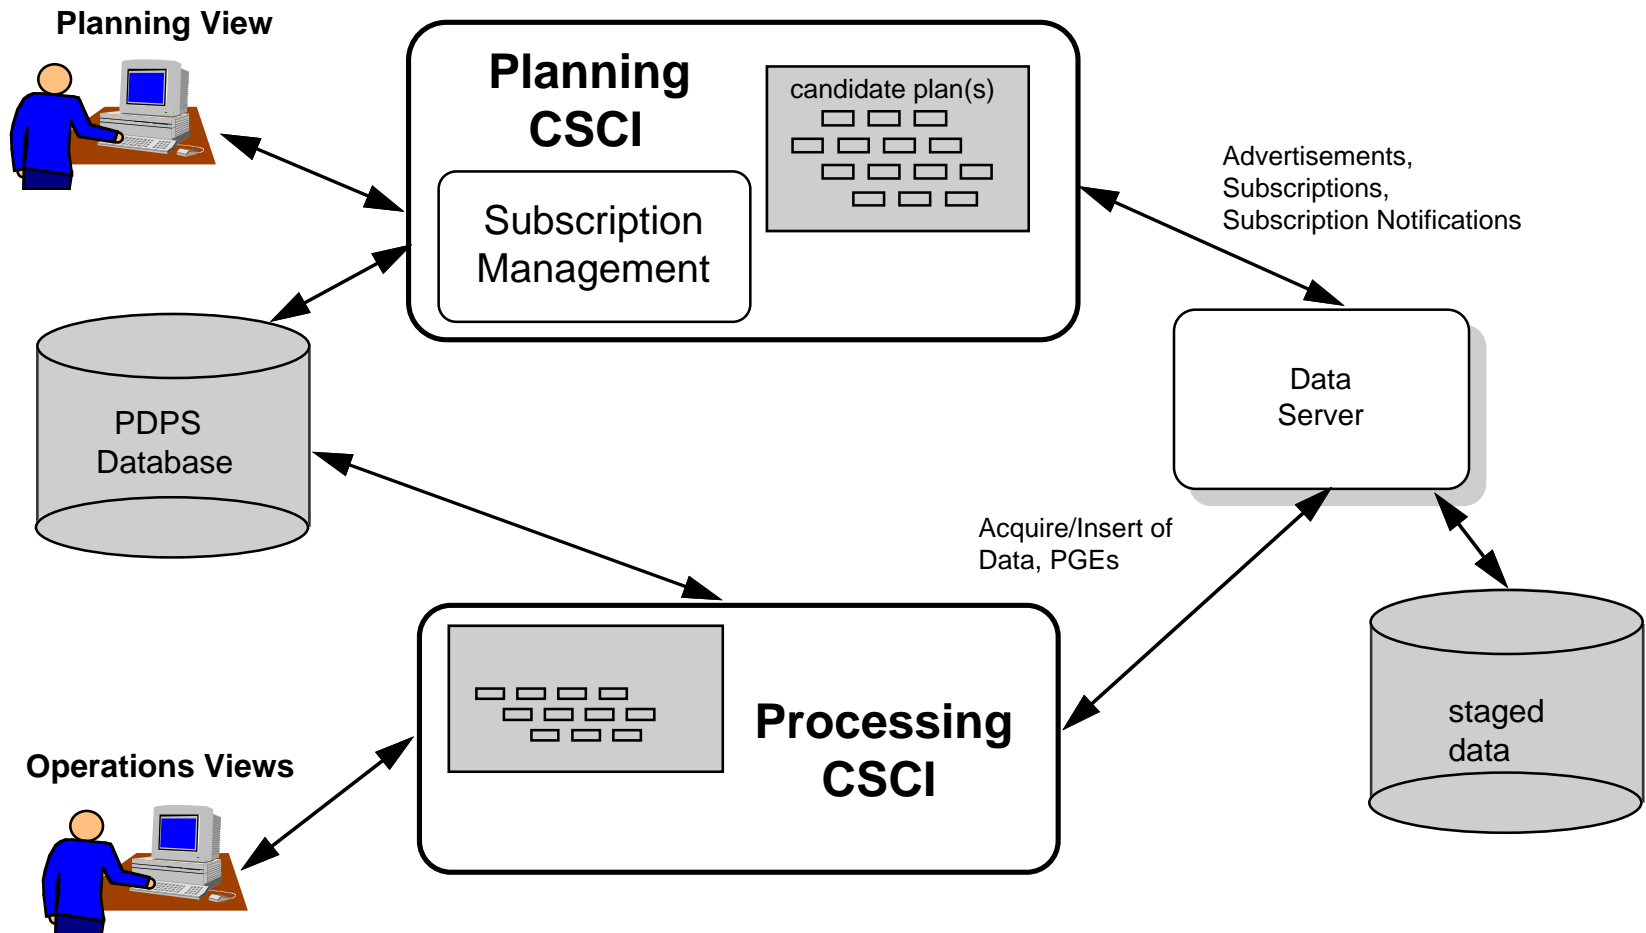 Planning View
Planning
CSCI
candidate plan(s)
Subscription
Management
Advertisements,
Subscriptions,
Subscription Notifications
PDPS
Database
Data
Server
Acquire/Insert of
Data, PGEs
Processing
CSCI
staged
data
Operations Views